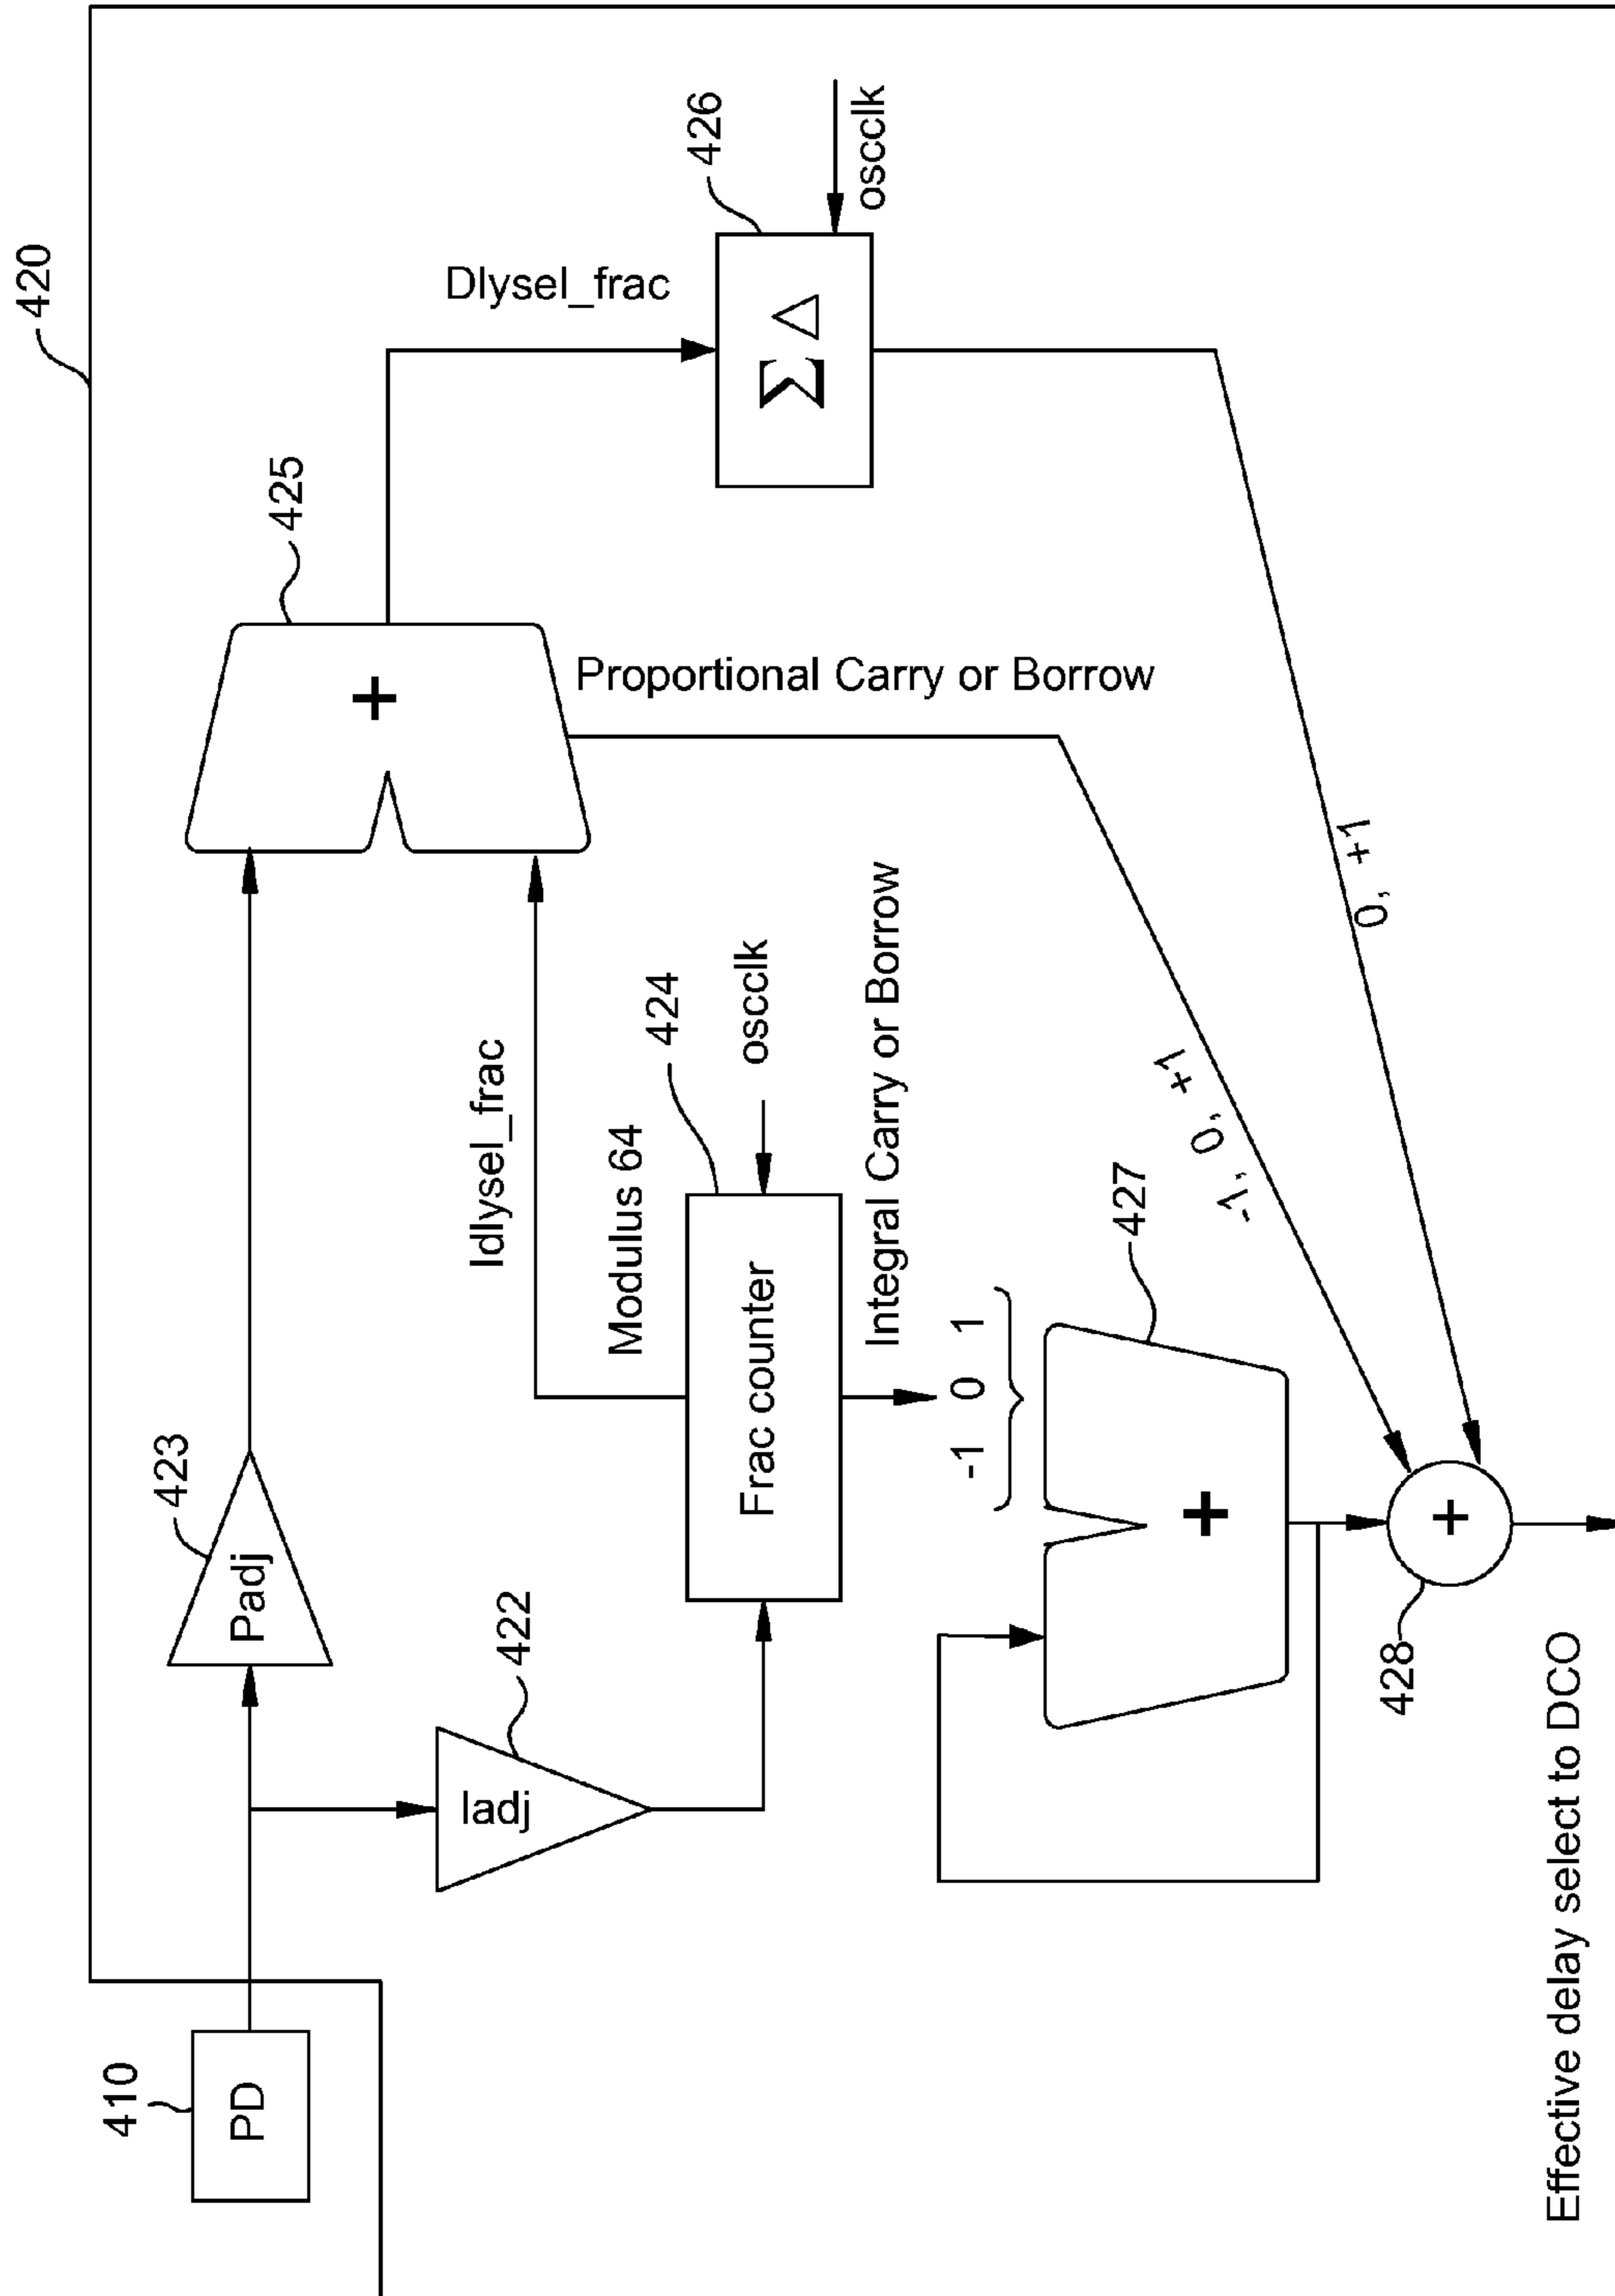 420
410
PD
423
Padj
422
Iadj
425
+
Proportional Carry or Borrow
Dlysel_frac
426
Σ Δ
oscclk
Idlysel_frac
Modulus 64
424
Frac counter
oscclk
Integral Carry or Borrow
-1 0 1
427
+
-1, 0, +1
0, +1
428
+
Effective delay select to DCO